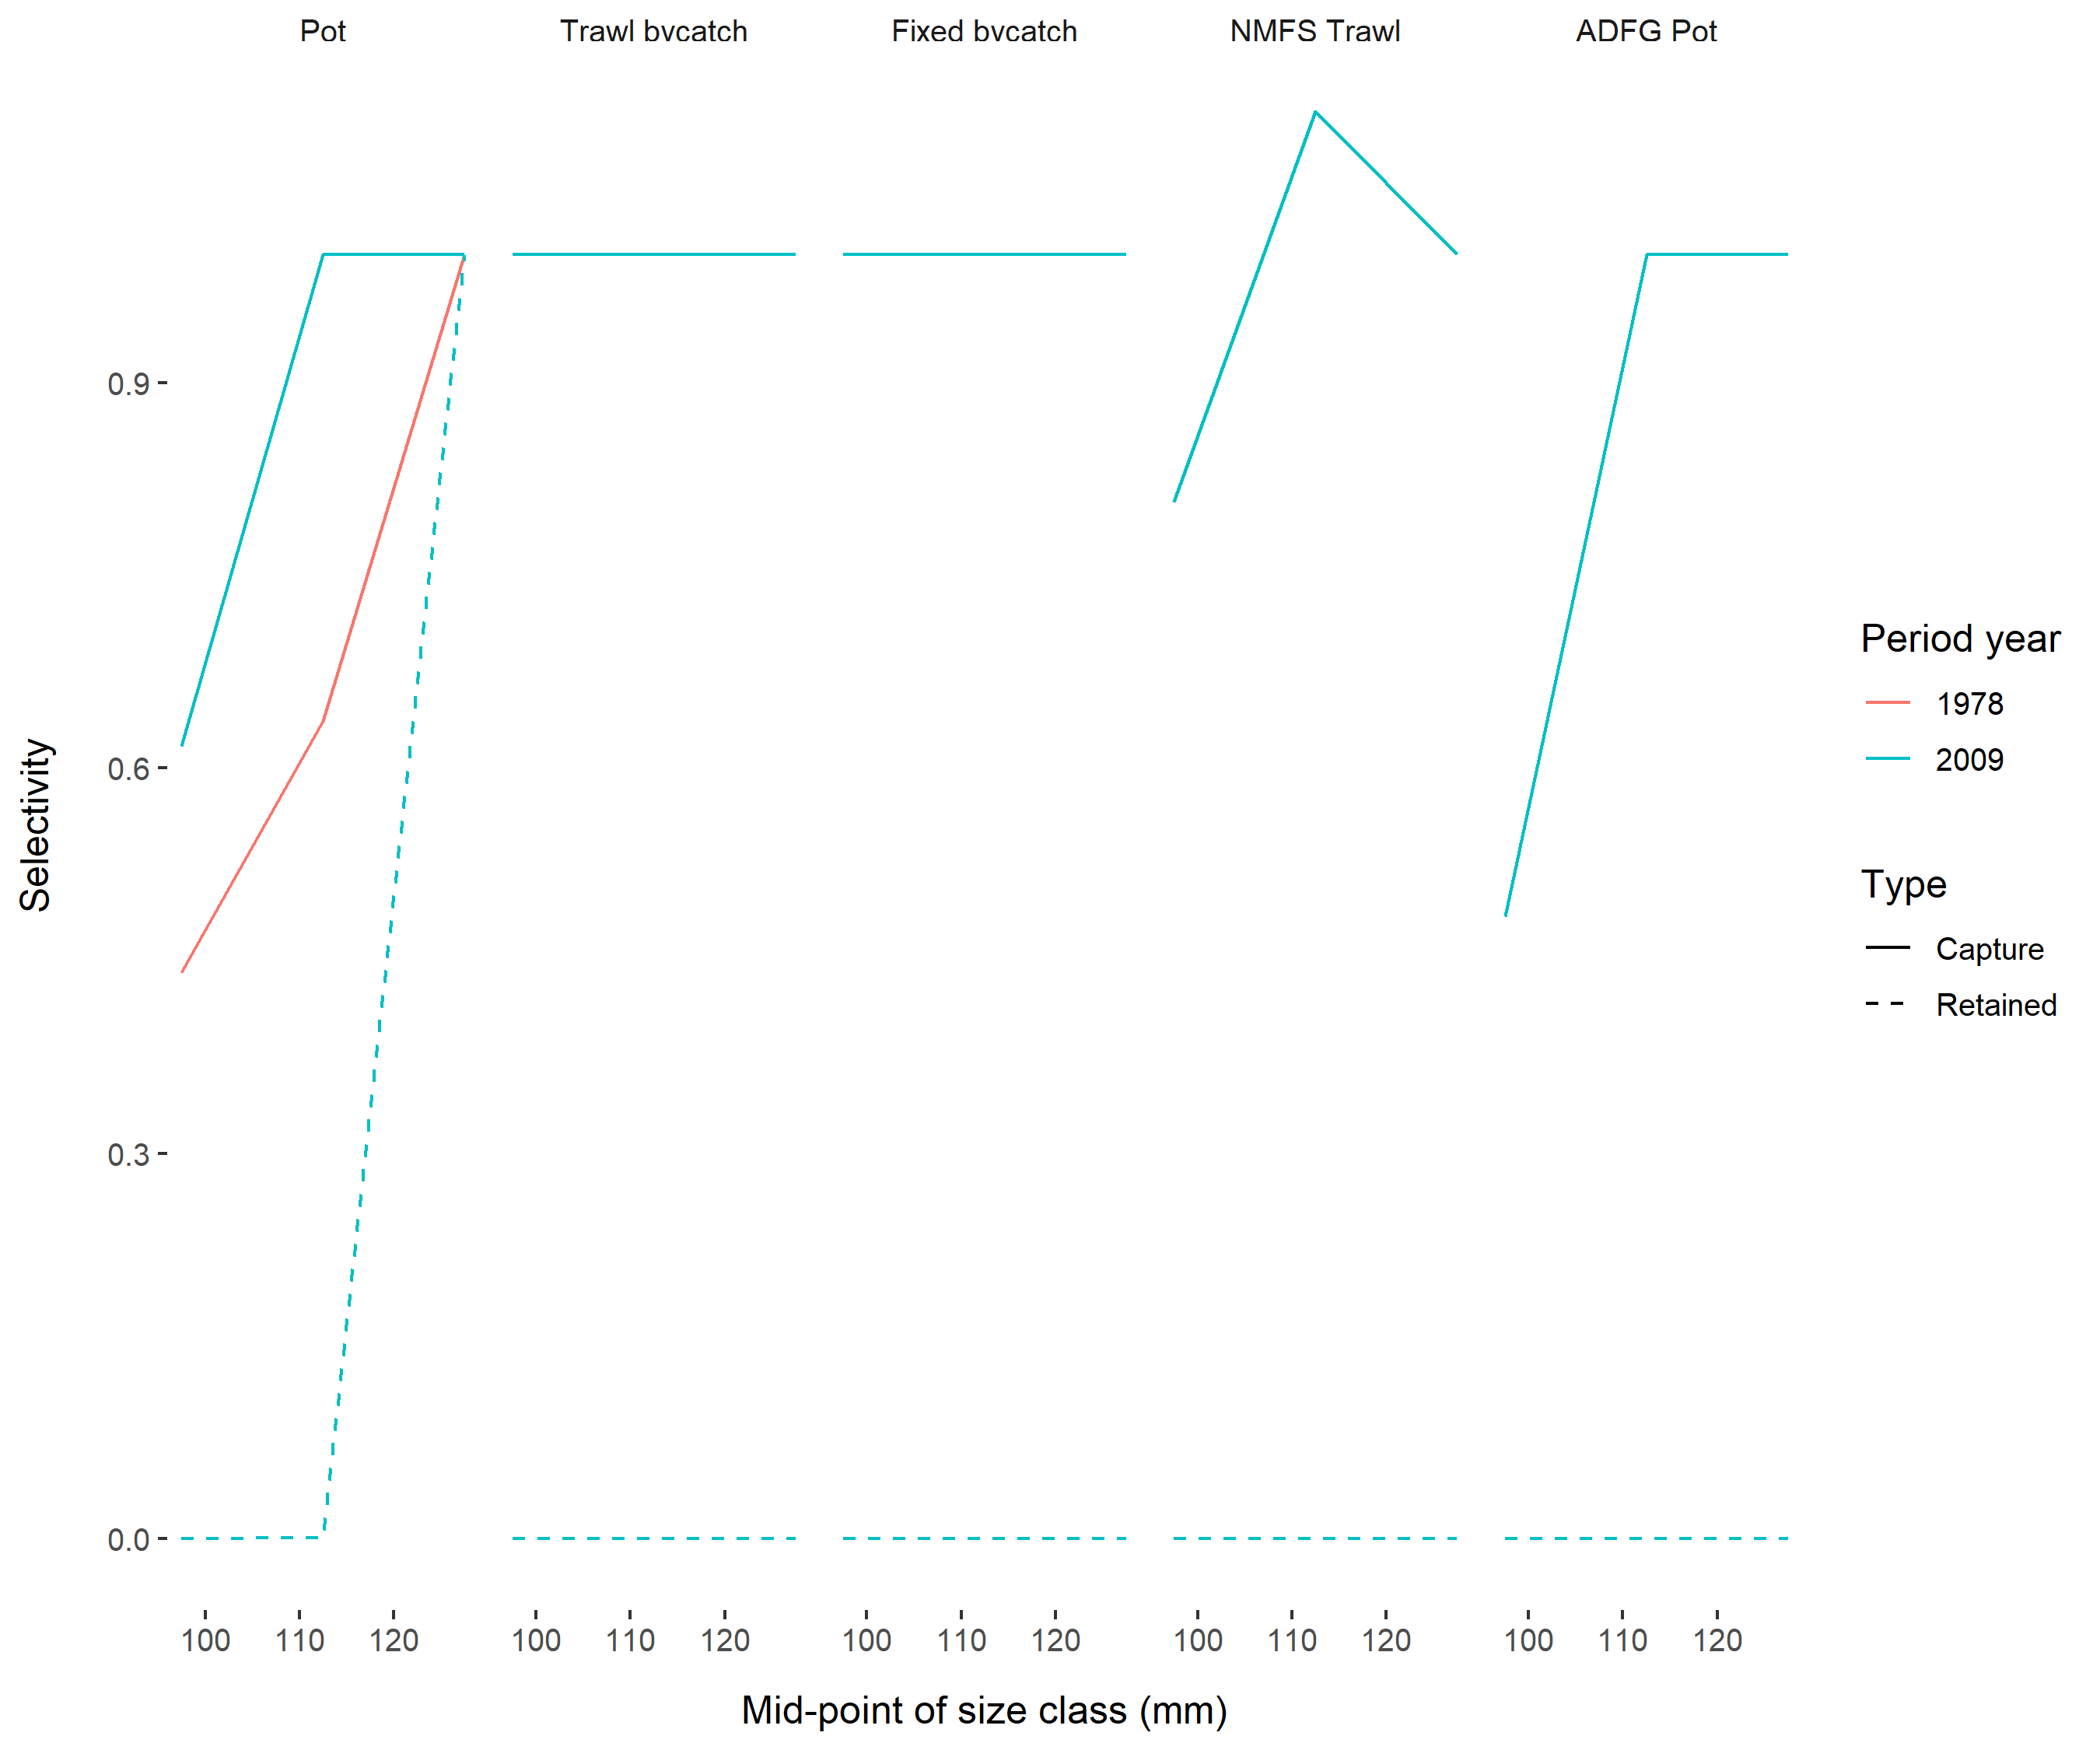 Pot Trawl bycatch Fixed bycatch NMFS Trawl ADFG Pot
0.9
0.6
0.3
0.0
Selectivity
100 110 120 100 110 120 100 110 120 100 110 120 100 110 120
Mid-point of size class (mm)
Period year
1978
2009
Type
Capture
Retained